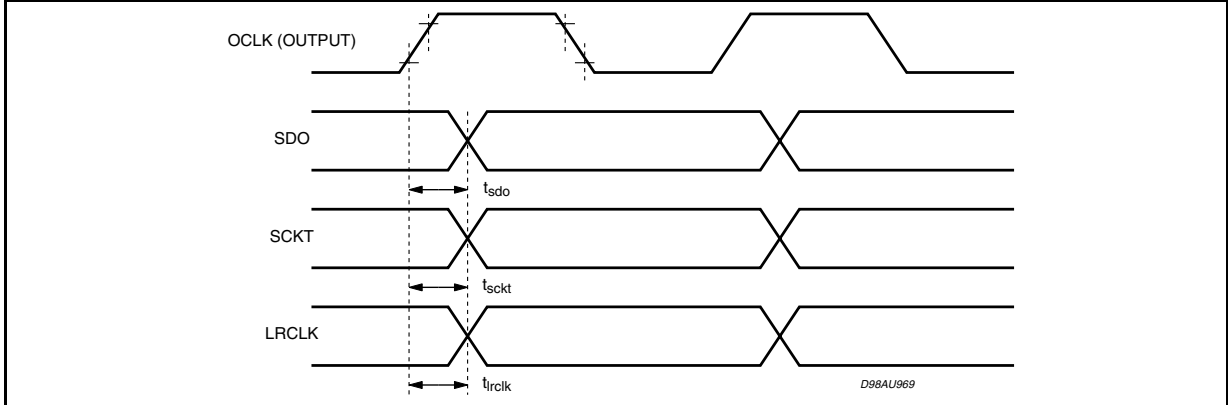 OCLK (OUTPUT)
SDO
tsdo
SCKT
tsckt
LRCLK
tlrclk
D98AU969